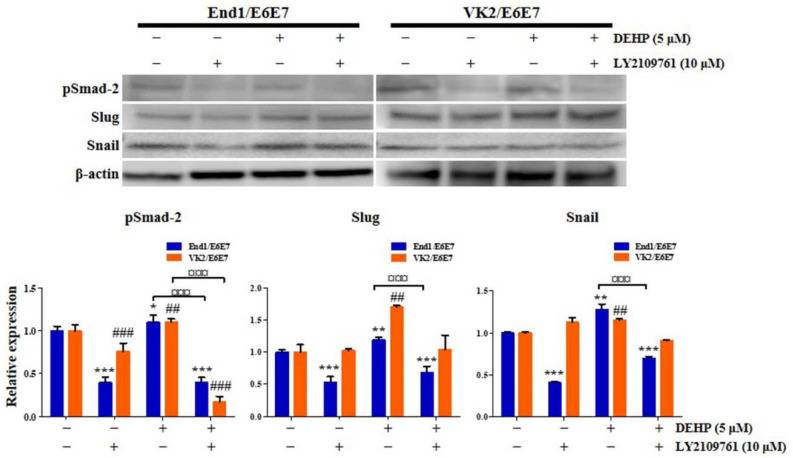 End1/E6E7 VK2/E6E7
− − + + − − + + DEHP (5 μM)
− + − + − + − + LY2109761 (10 μM)
pSmad-2
Slug
Snail
β-actin
pSmad-2 Slug Snail
End1/E6E7 End1/E6E7 End1/E6E7
VK2/E6E7 VK2/E6E7 VK2/E6E7
¤¤¤ ¤¤¤ ¤¤¤
¤¤¤
* ## ## ** ##
### ** ***
*** *** *** *** ***
###
Relative expression
1.5 2.0 1.5
1.0 1.5 1.0
0.5 1.0 0.5
0.0 0.5 0.0
0.0
− − + + − − + + − − + + DEHP (5 μM)
− + − + − + − + − + − + LY2109761 (10 μM)